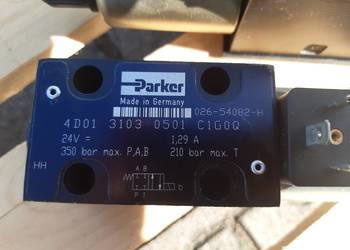 Parker
Made in Germany
026-54082-H
4D01 3103 0501 C1G0Q
24V = 1,29 A
350 bar max. P,A,B 210 bar max. T
HH
A B
P T